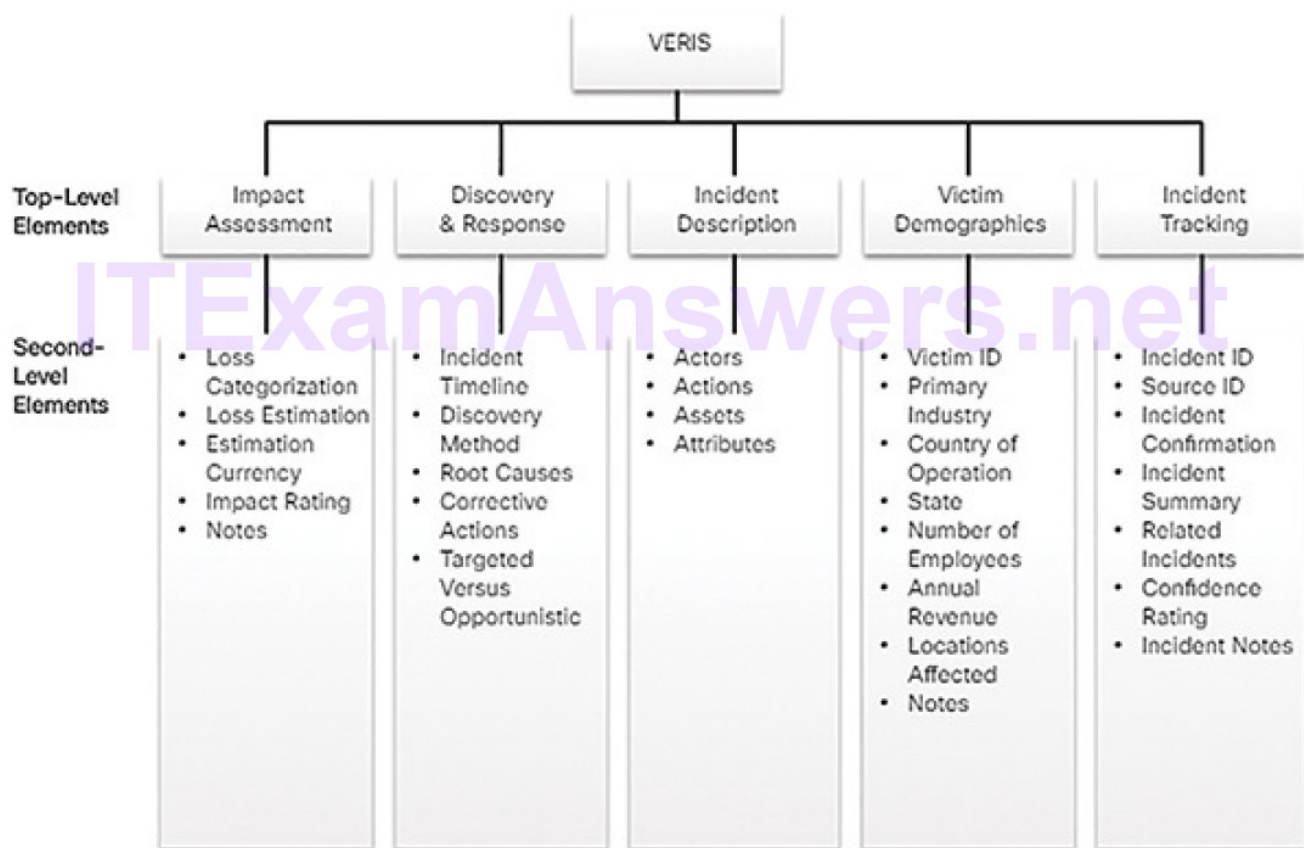 VERIS
Top-Level
Elements
Impact
Assessment
Discovery
& Response
Incident
Description
Victim
Demographics
Incident
Tracking
ITExamAnswers.net
Second-
Level
Elements
• Loss
Categorization
• Loss Estimation
• Estimation
Currency
• Impact Rating
• Notes
• Incident
Timeline
• Discovery
Method
• Root Causes
• Corrective
Actions
• Targeted
Versus
Opportunistic
• Actors
• Actions
• Assets
• Attributes
• Victim ID
• Primary
Industry
• Country of
Operation
• State
• Number of
Employees
• Annual
Revenue
• Locations
Affected
• Notes
• Incident ID
• Source ID
• Incident
Confirmation
• Incident
Summary
• Related
Incidents
• Confidence
Rating
• Incident Notes